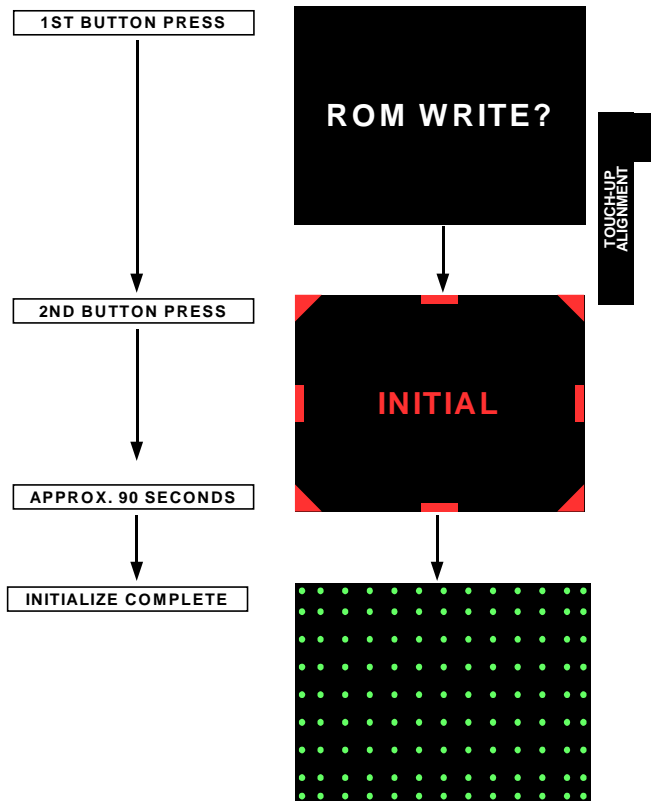 1ST BUTTON PRESS
ROM WRITE?
TOUCH-UP
ALIGNMENT
2ND BUTTON PRESS
INITIAL
APPROX. 90 SECONDS
INITIALIZE COMPLETE